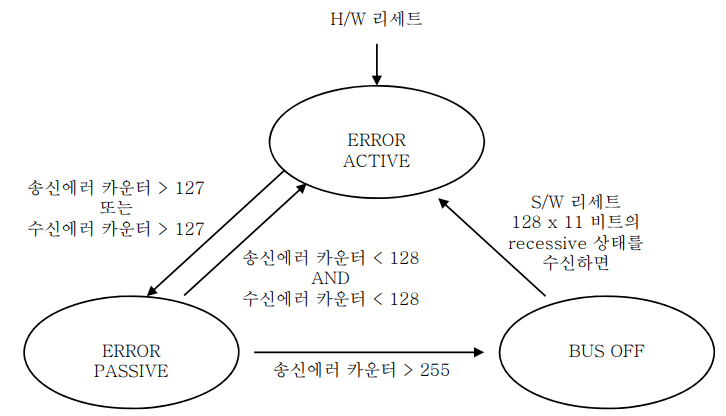 H/W 리세트
ERROR
ACTIVE
송신에러 카운터 > 127
또는
수신에러 카운터 > 127
S/W 리세트
128 x 11 비트의
recessive 상태를
수신하면
송신에러 카운터 < 128
AND
수신에러 카운터 < 128
ERROR
PASSIVE
송신에러 카운터 > 255
BUS OFF